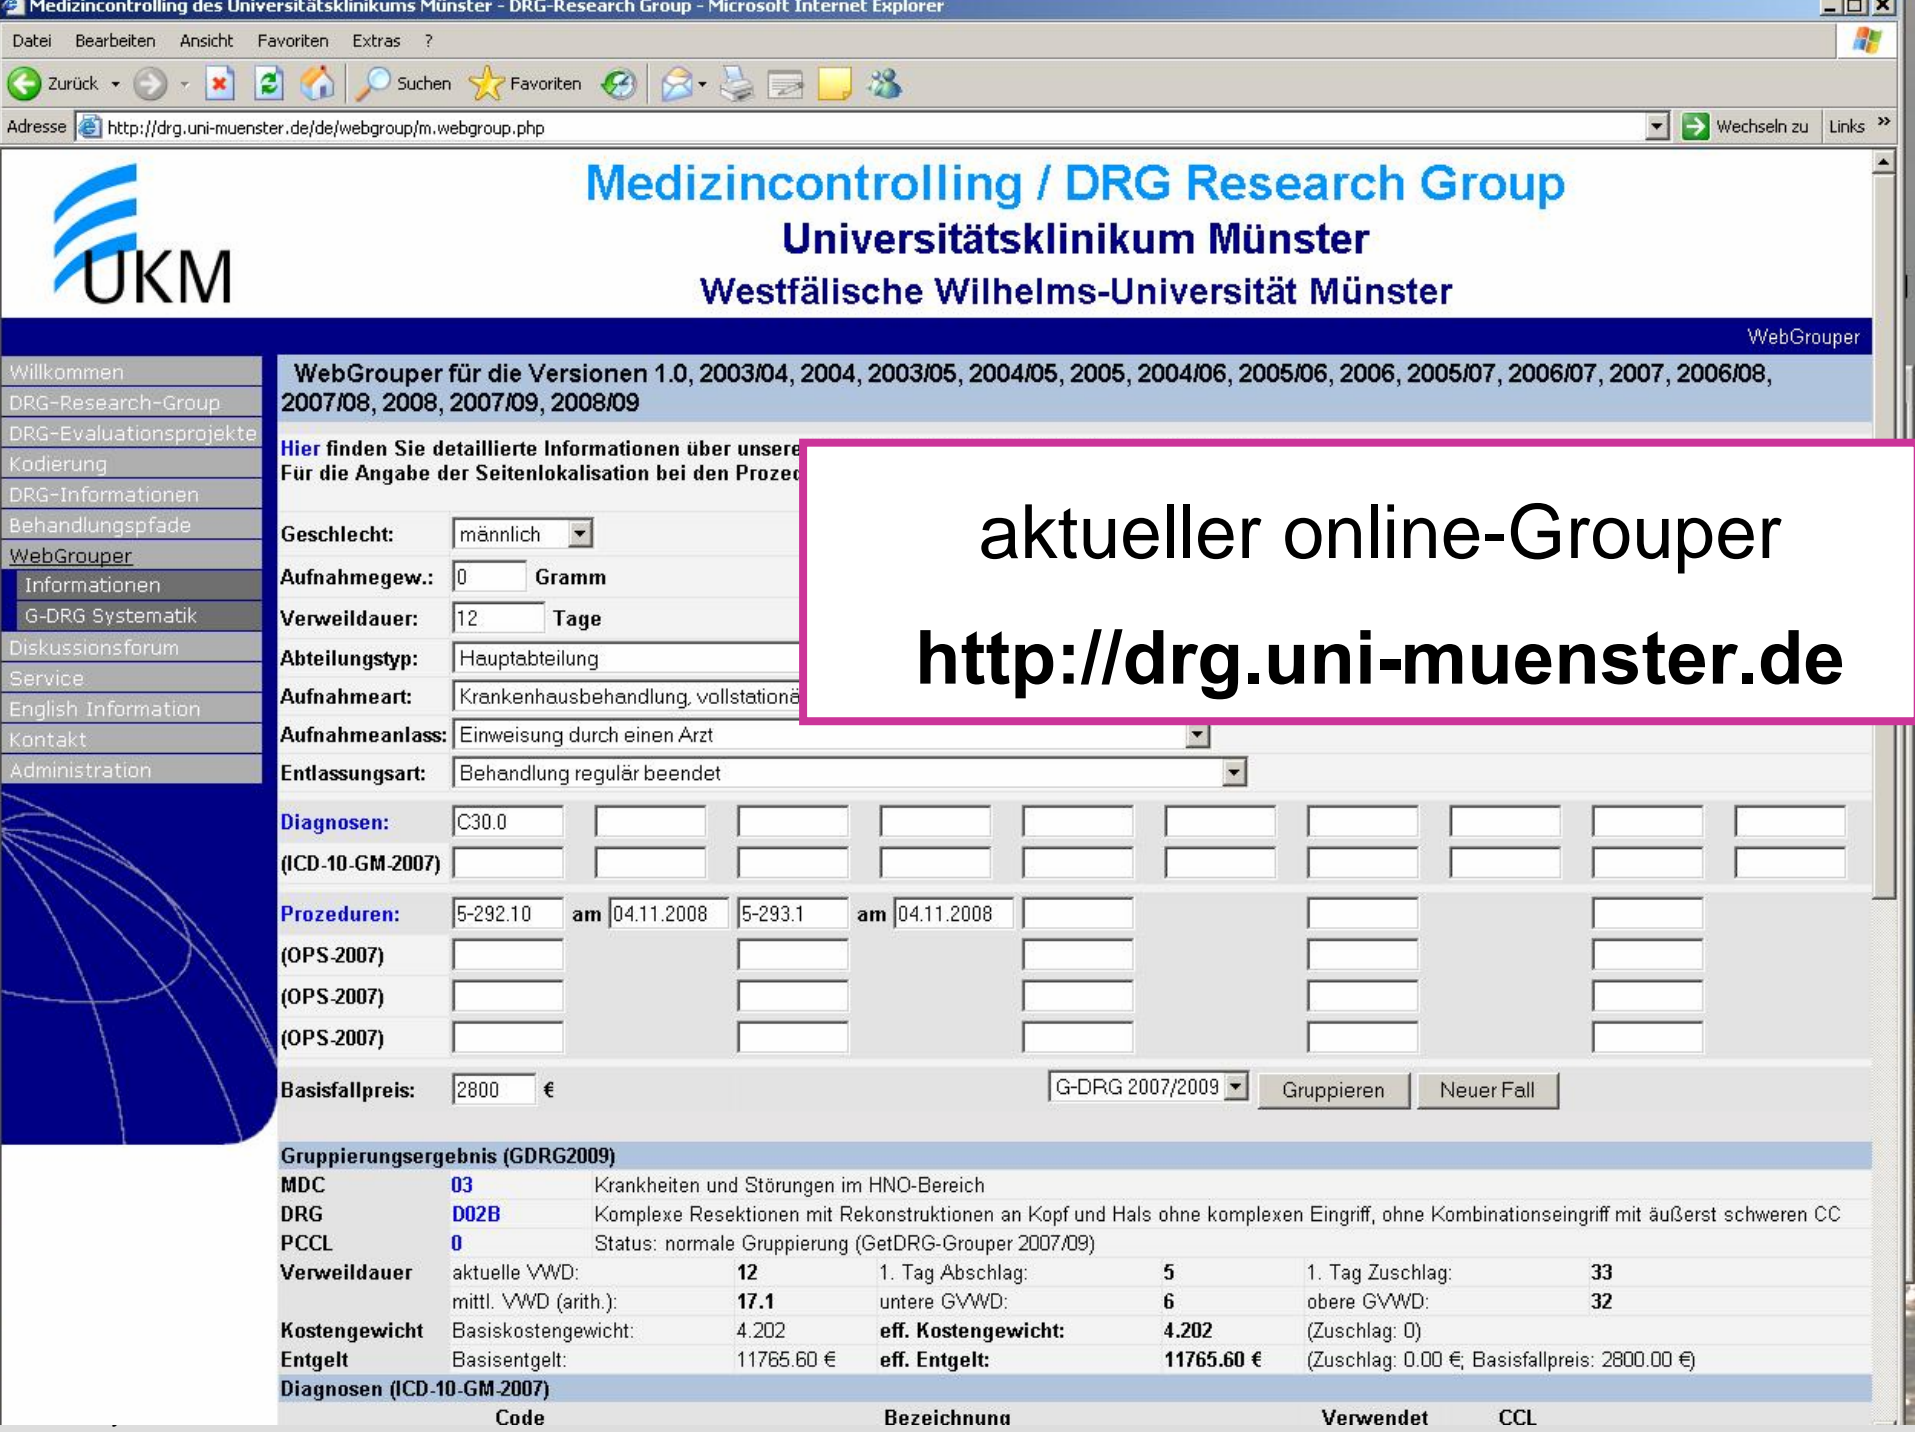 Medizincontrolling des Universitätsklinikums Münster - DRG-Research Group - Microsoft Internet Explorer
Datei Bearbeiten Ansicht Favoriten Extras ?
Zurück Suchen Favoriten
Adresse http://drg.uni-muenster.de/de/webgroup/m.webgroup.php Wechseln zu Links »
UKM
Medizincontrolling / DRG Research Group
Universitätsklinikum Münster
Westfälische Wilhelms-Universität Münster
WebGrouper
Willkommen
DRG-Research-Group
DRG-Evaluationsprojekte
Kodierung
DRG-Informationen
Behandlungspfade
WebGrouper
Informationen
G-DRG Systematik
Diskussionsforum
Service
English Information
Kontakt
Administration
WebGrouper für die Versionen 1.0, 2003/04, 2004, 2003/05, 2004/05, 2005, 2004/06, 2005/06, 2006, 2005/07, 2006/07, 2007, 2006/08,
2007/08, 2008, 2007/09, 2008/09
Hier finden Sie detaillierte Informationen über unsere
Für die Angabe der Seitenlokalisation bei den Prozed
aktueller online-Grouper
http://drg.uni-muenster.de
Geschlecht: männlich
Aufnahmegew.: 0 Gramm
Verweildauer: 12 Tage
Abteilungstyp: Hauptabteilung
Aufnahmeart: Krankenhausbehandlung, vollstationä
Aufnahmeanlass: Einweisung durch einen Arzt
Entlassungsart: Behandlung regulär beendet
Diagnosen: C30.0
(ICD-10-GM-2007)
Prozeduren: 5-292.10 am 04.11.2008 5-293.1 am 04.11.2008
(OPS-2007)
(OPS-2007)
(OPS-2007)
Basisfallpreis: 2800 € G-DRG 2007/2009 Gruppieren Neuer Fall
Gruppierungsergebnis (GDRG2009)
MDC 03 Krankheiten und Störungen im HNO-Bereich
DRG D02B Komplexe Resektionen mit Rekonstruktionen an Kopf und Hals ohne komplexen Eingriff, ohne Kombinationseingriff mit äußerst schweren CC
PCCL 0 Status: normale Gruppierung (GetDRG-Grouper 2007/09)
Verweildauer aktuelle VWD: 12 1. Tag Abschlag: 5 1. Tag Zuschlag: 33
mittl. VWD (arith.): 17.1 untere GVWD: 6 obere GVWD: 32
Kostengewicht Basiskostengewicht: 4.202 eff. Kostengewicht: 4.202 (Zuschlag: 0)
Entgelt Basisentgelt: 11765.60 € eff. Entgelt: 11765.60 € (Zuschlag: 0.00 €; Basisfallpreis: 2800.00 €)
Diagnosen (ICD-10-GM-2007)
Code Bezeichnung Verwendet CCL